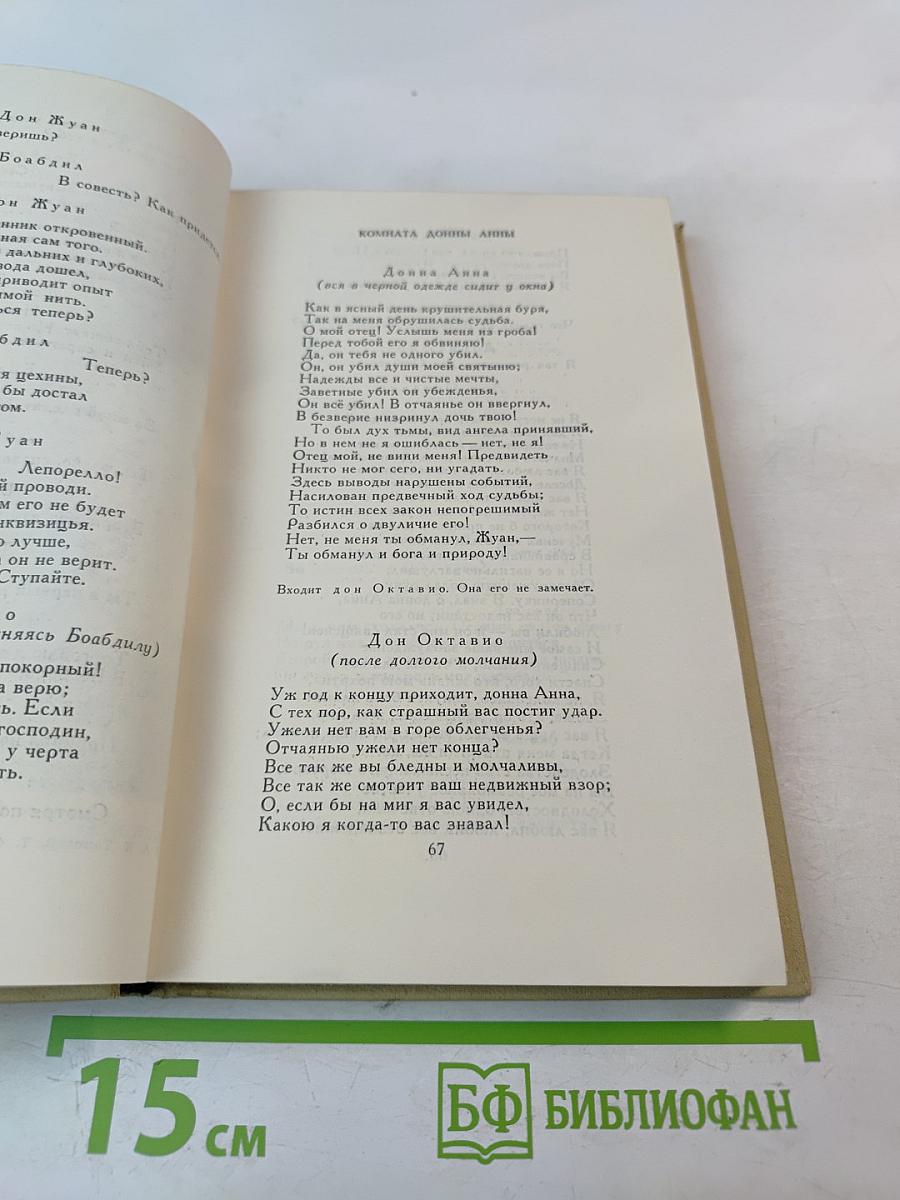 Дон Жуан
веришь?
Боабдил
В совесть? Как придется
он Жуан
нник откровенный.
ная сам того.
дальних и глубоких,
вода дошел,
приводит опыт
имой нить.
ься теперь?
абдил
Теперь?
я цехины,
бы достал
том.
Жуан
Лепорелло!
й проводи.
м его не будет
нквизицья.
о лучше,
а он не верит.
Ступайте.
о
няясь Боабдилу)
покорный!
а верю;
ь. Если
господин,
у черта
ть.
КОМНАТА ДОННЫ АННЫ
Донна Анна
(вся в черной одежде сидит у окна)
Как в ясный день крушительная буря,
Так на меня обрушилась судьба.
О мой отец! Услышь меня из гроба!
Перед тобой его я обвиняю!
Да, он тебя не одного убил.
Он, он убил души моей святыню;
Надежды все и чистые мечты,
Заветные убил он убежденья,
Он всё убил! В отчаянье он ввергнул,
В безверие низринул дочь твою!
То был дух тьмы, вид ангела принявший,
Но в нем не я ошиблась — нет, не я!
Отец мой, не вини меня! Предвидеть
Никто не мог сего, ни угадать.
Здесь выводы нарушены событий,
Насилован предвечный ход судьбы;
То истин всех закон непогрешимый
Разбился о двуличие его!
Нет, не меня ты обманул, Жуан,—
Ты обманул и бога и природу!
Входит дон Октавио. Она его не замечает.
Дон Октавио
(после долгого молчания)
Уж год к концу приходит, донна Анна,
С тех пор, как страшный вас постиг удар.
Ужели нет вам в горе облегченья?
Отчаянью ужели нет конца?
Все так же вы бледны и молчаливы,
Все так же смотрит ваш недвижный взор;
О, если бы на миг я вас увидел,
Какою я когда-то вас знавал!
67
15 см
БФ БИБЛИОФАН